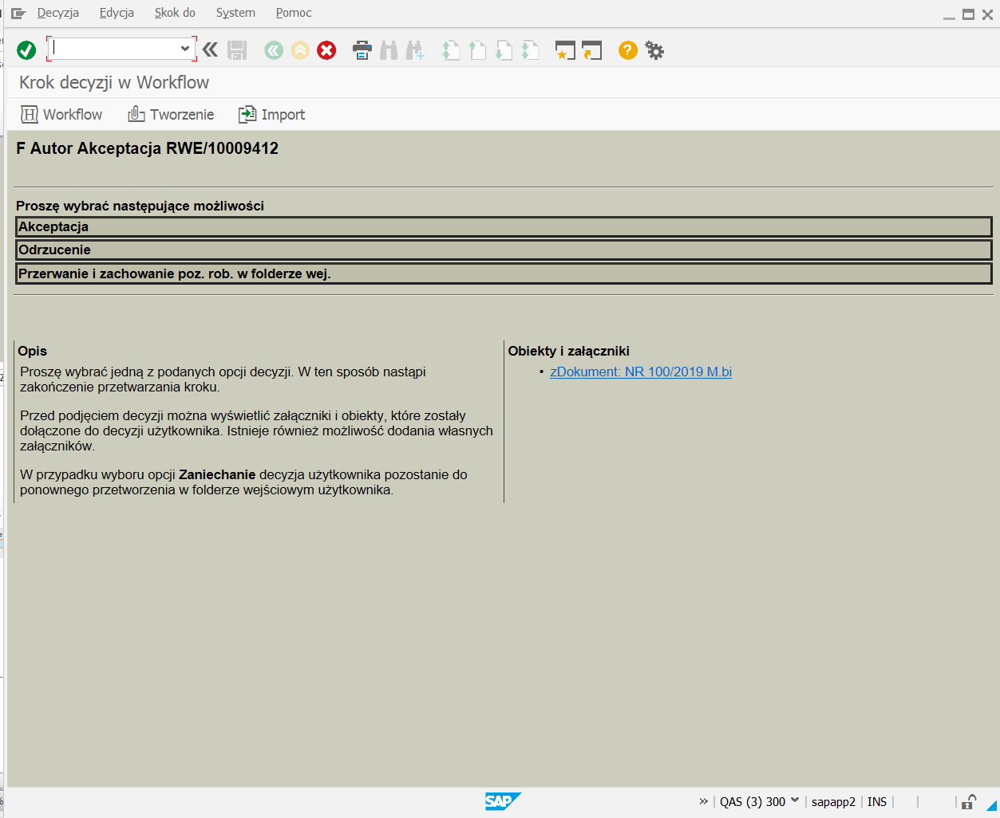 Decyzja Edycja Skok do System Pomoc
Krok decyzji w Workflow
Workflow Tworzenie Import
F Autor Akceptacja RWE/10009412
Proszę wybrać następujące możliwości
Akceptacja
Odrzucenie
Przerwanie i zachowanie poz. rob. w folderze wej.
Opis
Proszę wybrać jedną z podanych opcji decyzji. W ten sposób nastąpi
zakończenie przetwarzania kroku.
Przed podjęciem decyzji można wyświetlić załączniki i obiekty, które zostały
dołączone do decyzji użytkownika. Istnieje również możliwość dodania własnych
załączników.
W przypadku wyboru opcji Zaniechanie decyzja użytkownika pozostanie do
ponownego przetworzenia w folderze wejściowym użytkownika.
Obiekty i załączniki
• zDokument: NR 100/2019 M.bi
SAP
QAS (3) 300 sapapp2 INS